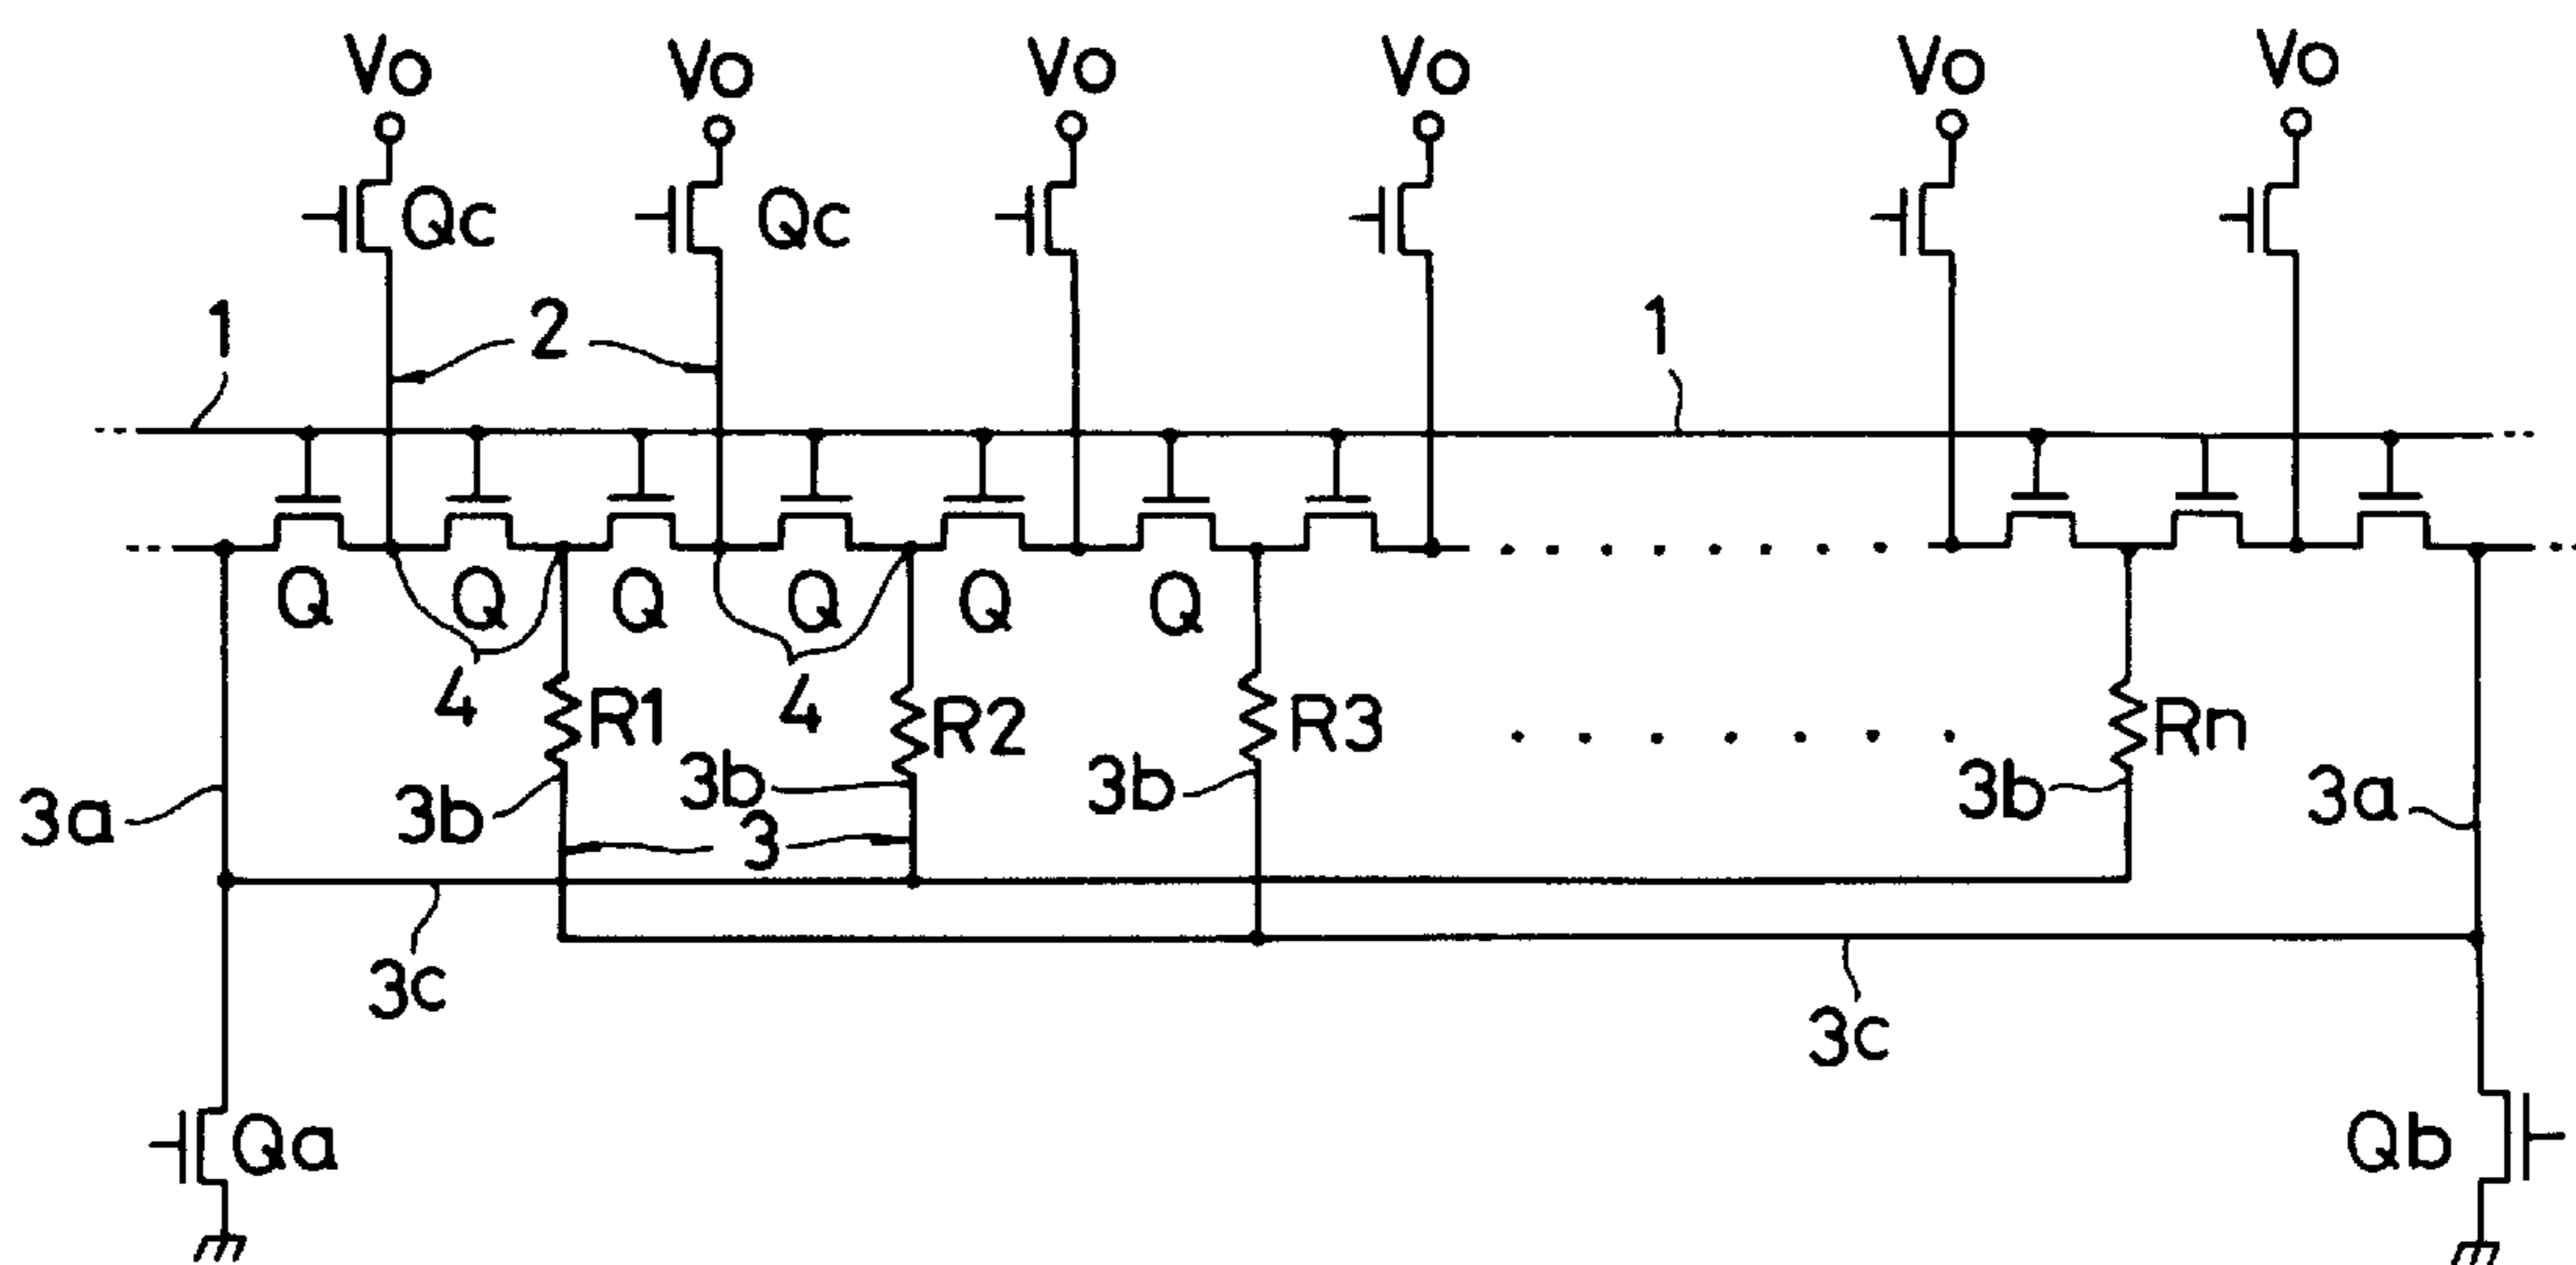 Vo Vo Vo Vo Vo Vo
Qc Qc
1 2 1
Q Q Q Q Q Q
4 4
R1 R2 R3 Rn
3b 3b 3b 3b
3a 3 3a
3c 3c
Qa Qb